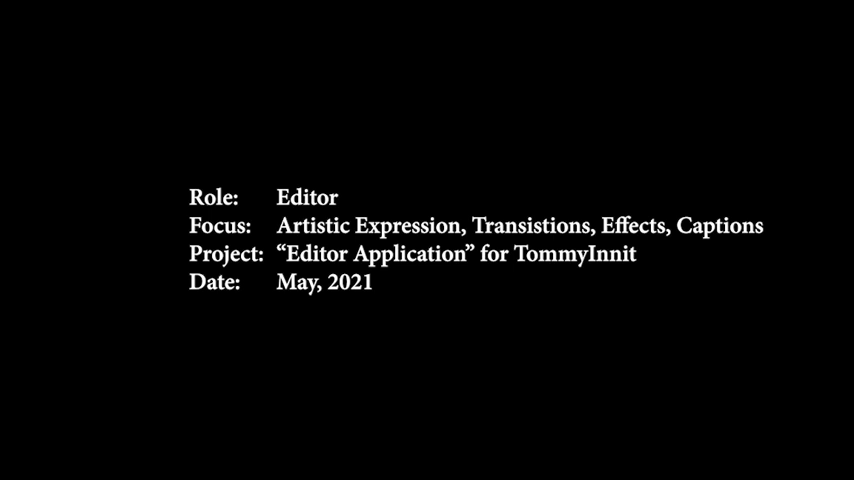 Role: Editor
Focus: Artistic Expression, Transistions, Effects, Captions
Project: “Editor Application” for TommyInnit
Date: May, 2021